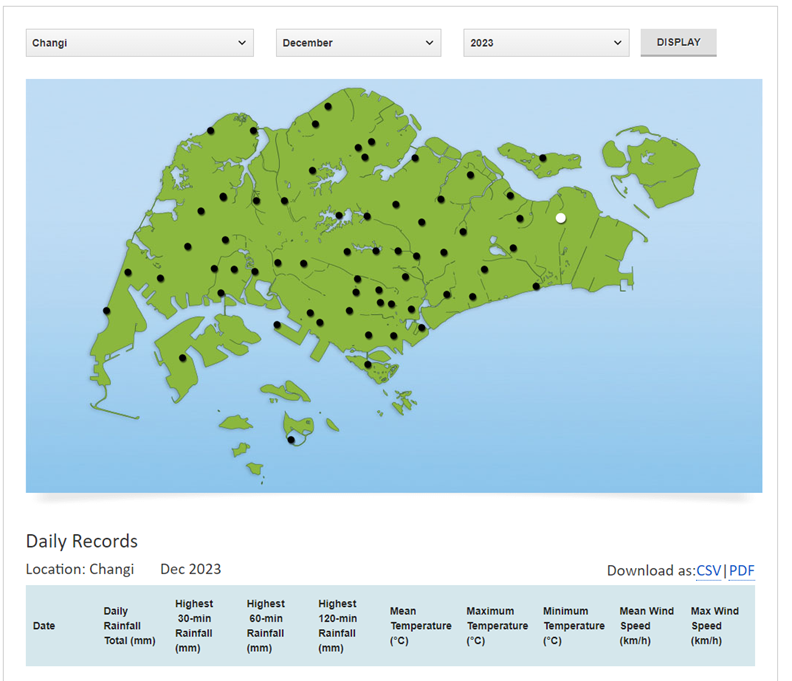 Changi December 2023 DISPLAY
Daily Records
Location: Changi Dec 2023 Download as:CSV|PDF
Date
Daily
Rainfall
Total (mm)
Highest
30-min
Rainfall
(mm)
Highest
60-min
Rainfall
(mm)
Highest
120-min
Rainfall
(mm)
Mean
Temperature
(°C)
Maximum
Temperature
(°C)
Minimum
Temperature
(°C)
Mean Wind
Speed
(km/h)
Max Wind
Speed
(km/h)